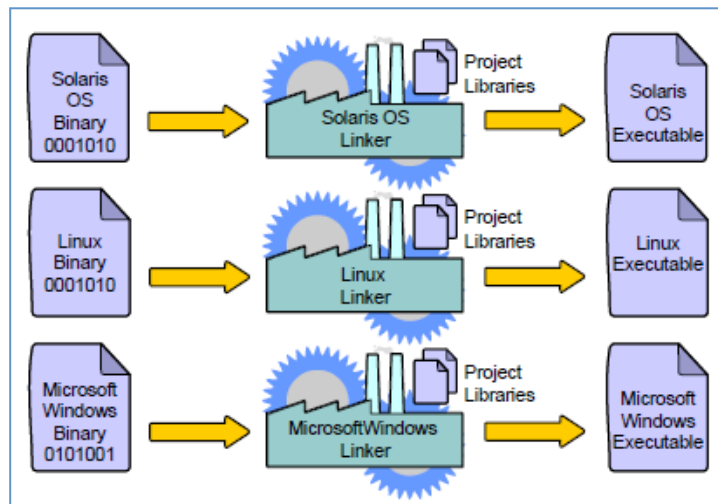 Solaris
OS
Binary
0001010
Solaris OS
Linker
Project
Libraries
Solaris
OS
Executable
Linux
Binary
0001010
Linux
Linker
Project
Libraries
Linux
Executable
Microsoft
Windows
Binary
0101001
MicrosoftWindows
Linker
Project
Libraries
Microsoft
Windows
Executable